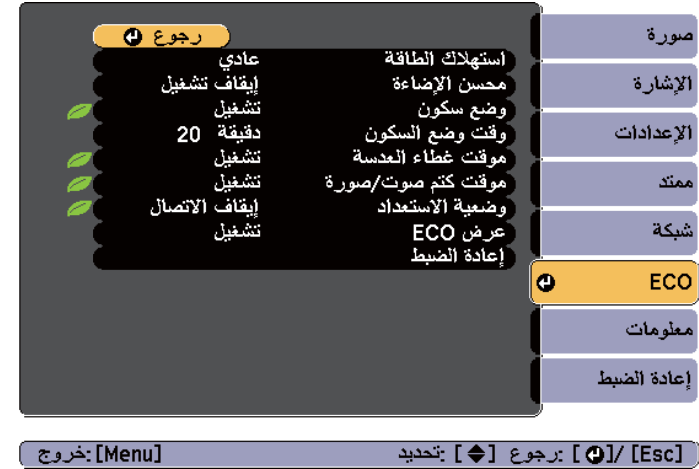 صورة
الإشارة
الإعدادات
ممتد
شبكة
ECO
معلومات
إعادة الضبط
رجوع
استهلاك الطاقة عادي
محسن الإضاءة إيقاف تشغيل
وضع سكون تشغيل
وقت وضع السكون 20 دقيقة
موقت غطاء العدسة تشغيل
موقت كتم صوت/صورة تشغيل
وضعية الاستعداد إيقاف الاتصال
عرض ECO تشغيل
إعادة الضبط
[Esc] /[⏎] :رجوع [◆] :تحديد [Menu] :خروج